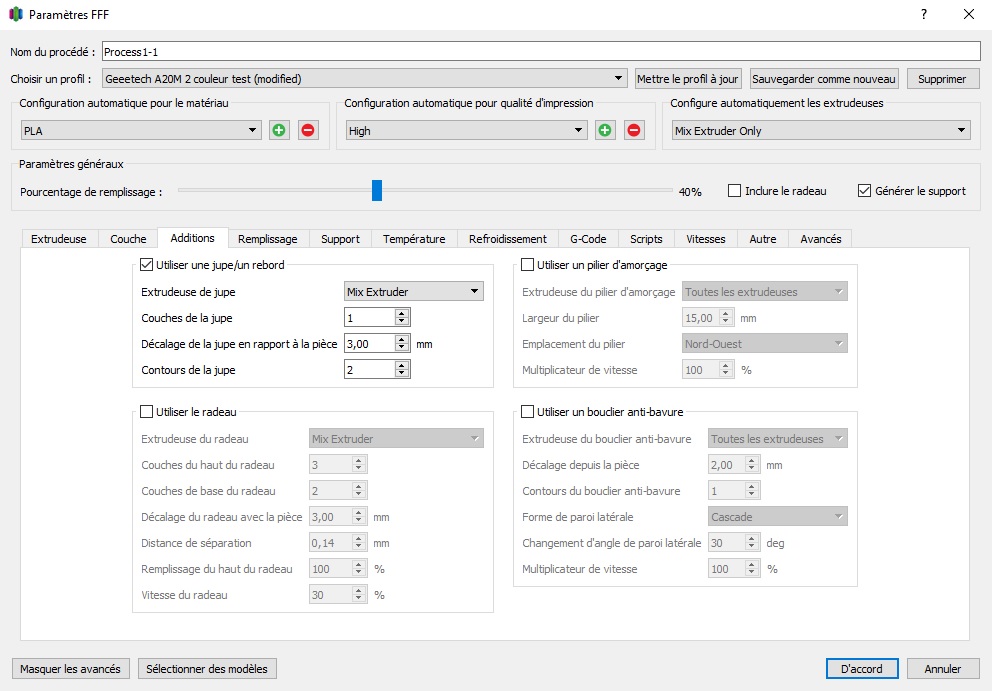 Paramètres FFF
?
Nom du procédé : Process1-1
Choisir un profil : Geeetech A20M 2 couleur test (modified) Mettre le profil à jour Sauvegarder comme nouveau Supprimer
Configuration automatique pour le matériau Configuration automatique pour qualité d'impression Configure automatiquement les extrudeuses
PLA High Mix Extruder Only
Paramètres généraux
Pourcentage de remplissage : 40% Inclure le radeau Générer le support
Extrudeuse Couche Additions Remplissage Support Température Refroidissement G-Code Scripts Vitesses Autre Avancés
Utiliser une jupe/un rebord
Extrudeuse de jupe Mix Extruder
Couches de la jupe 1
Décalage de la jupe en rapport à la pièce 3,00 mm
Contours de la jupe 2
Utiliser un pilier d'amorçage
Extrudeuse du pilier d'amorçage Toutes les extrudeuses
Largeur du pilier 15,00 mm
Emplacement du pilier Nord-Ouest
Multiplicateur de vitesse 100 %
Utiliser le radeau
Extrudeuse du radeau Mix Extruder
Couches du haut du radeau 3
Couches de base du radeau 2
Décalage du radeau avec la pièce 3,00 mm
Distance de séparation 0,14 mm
Remplissage du haut du radeau 100 %
Vitesse du radeau 30 %
Utiliser un bouclier anti-bavure
Extrudeuse du bouclier anti-bavure Toutes les extrudeuses
Décalage depuis la pièce 2,00 mm
Contours du bouclier anti-bavure 1
Forme de paroi latérale Cascade
Changement d'angle de paroi latérale 30 deg
Multiplicateur de vitesse 100 %
Masquer les avancés Sélectionner des modèles D'accord Annuler